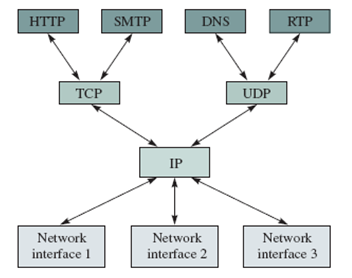 HTTP
SMTP
DNS
RTP
TCP
UDP
IP
Network
interface 1
Network
interface 2
Network
interface 3